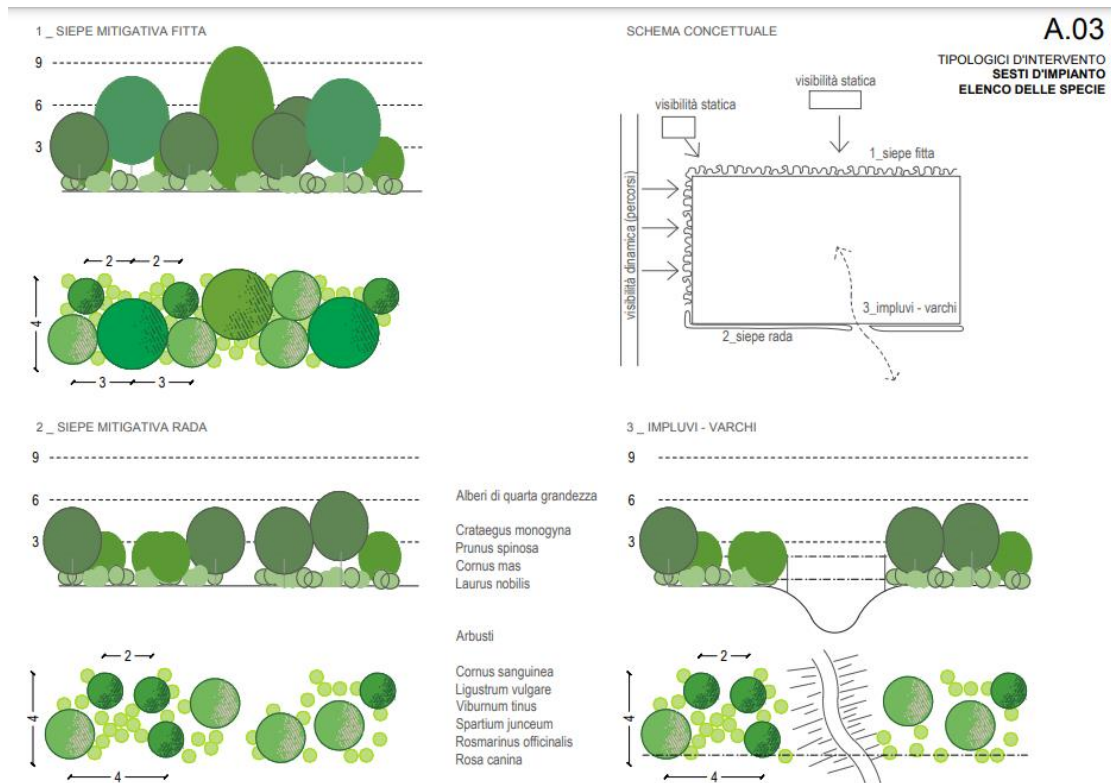 1 _ SIEPE MITIGATIVA FITTA
9
6
3
2
2
4
3
3
SCHEMA CONCETTUALE
A.03
TIPOLOGICI D'INTERVENTO
SESTI D'IMPIANTO
ELENCO DELLE SPECIE
visibilità statica
visibilità statica
1_siepe fitta
visibilità dinamica (percorsi)
3_impluvi - varchi
2_siepe rada
2 _ SIEPE MITIGATIVA RADA
9
6
3
2
4
4
Alberi di quarta grandezza
Crataegus monogyna
Prunus spinosa
Cornus mas
Laurus nobilis
Arbusti
Cornus sanguinea
Ligustrum vulgare
Viburnum tinus
Spartium junceum
Rosmarinus officinalis
Rosa canina
3 _ IMPLUVI - VARCHI
9
6
3
2
4
4